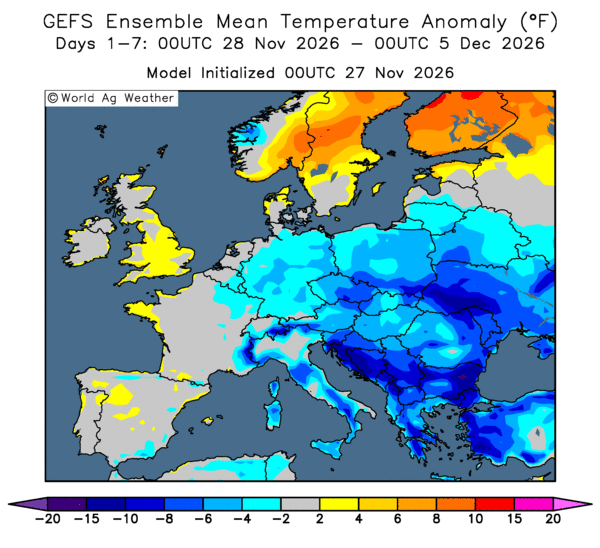 GEFS Ensemble Mean Temperature Anomaly (°F)
Days 1-7: 00UTC 28 Nov 2026 - 00UTC 5 Dec 2026
Model Initialized 00UTC 27 Nov 2026
© World Ag Weather
-20 -15 -10 -8 -6 -4 -2 2 4 6 8 10 15 20